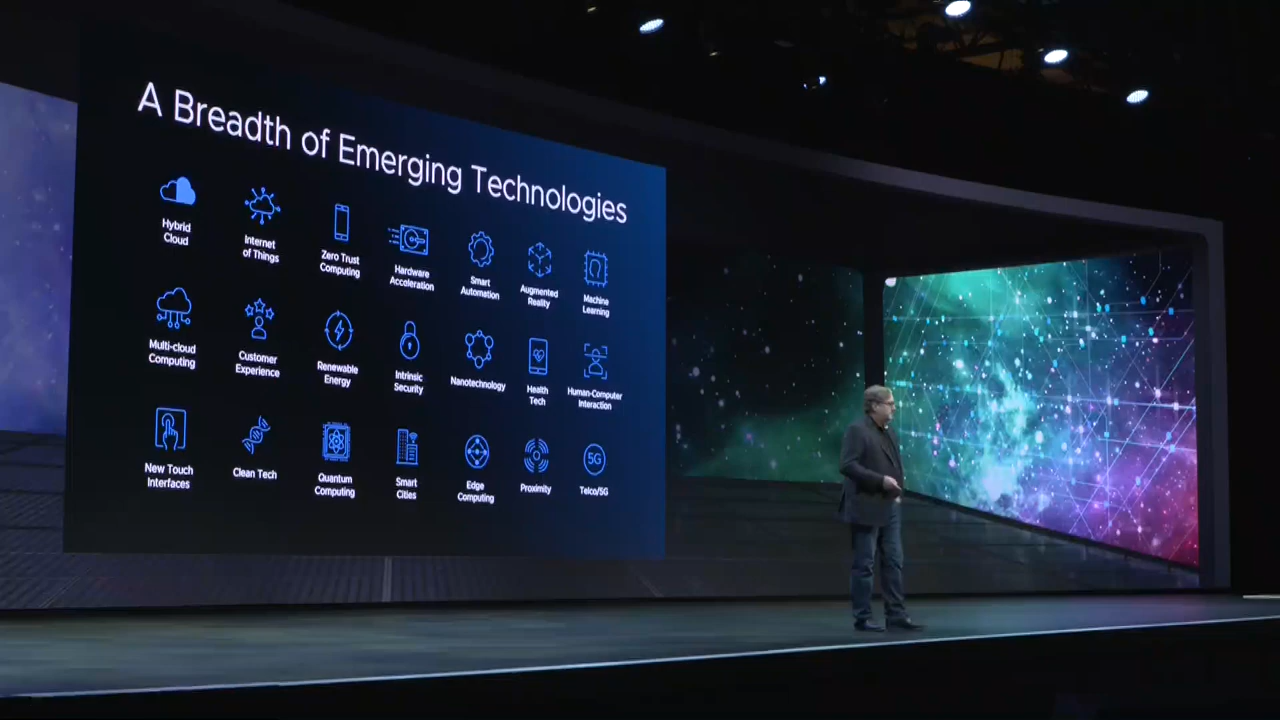 A Breadth of Emerging Technologies
Hybrid
Cloud
Internet
of Things
Zero Trust
Computing
Hardware
Acceleration
Smart
Automation
Augmented
Reality
Machine
Learning
Multi-cloud
Computing
Customer
Experience
Renewable
Energy
Intrinsic
Security
Nanotechnology
Health
Tech
Human-Computer
Interaction
New Touch
Interfaces
Clean Tech
Quantum
Computing
Smart
Cities
Edge
Computing
Proximity
5G
Telco/5G